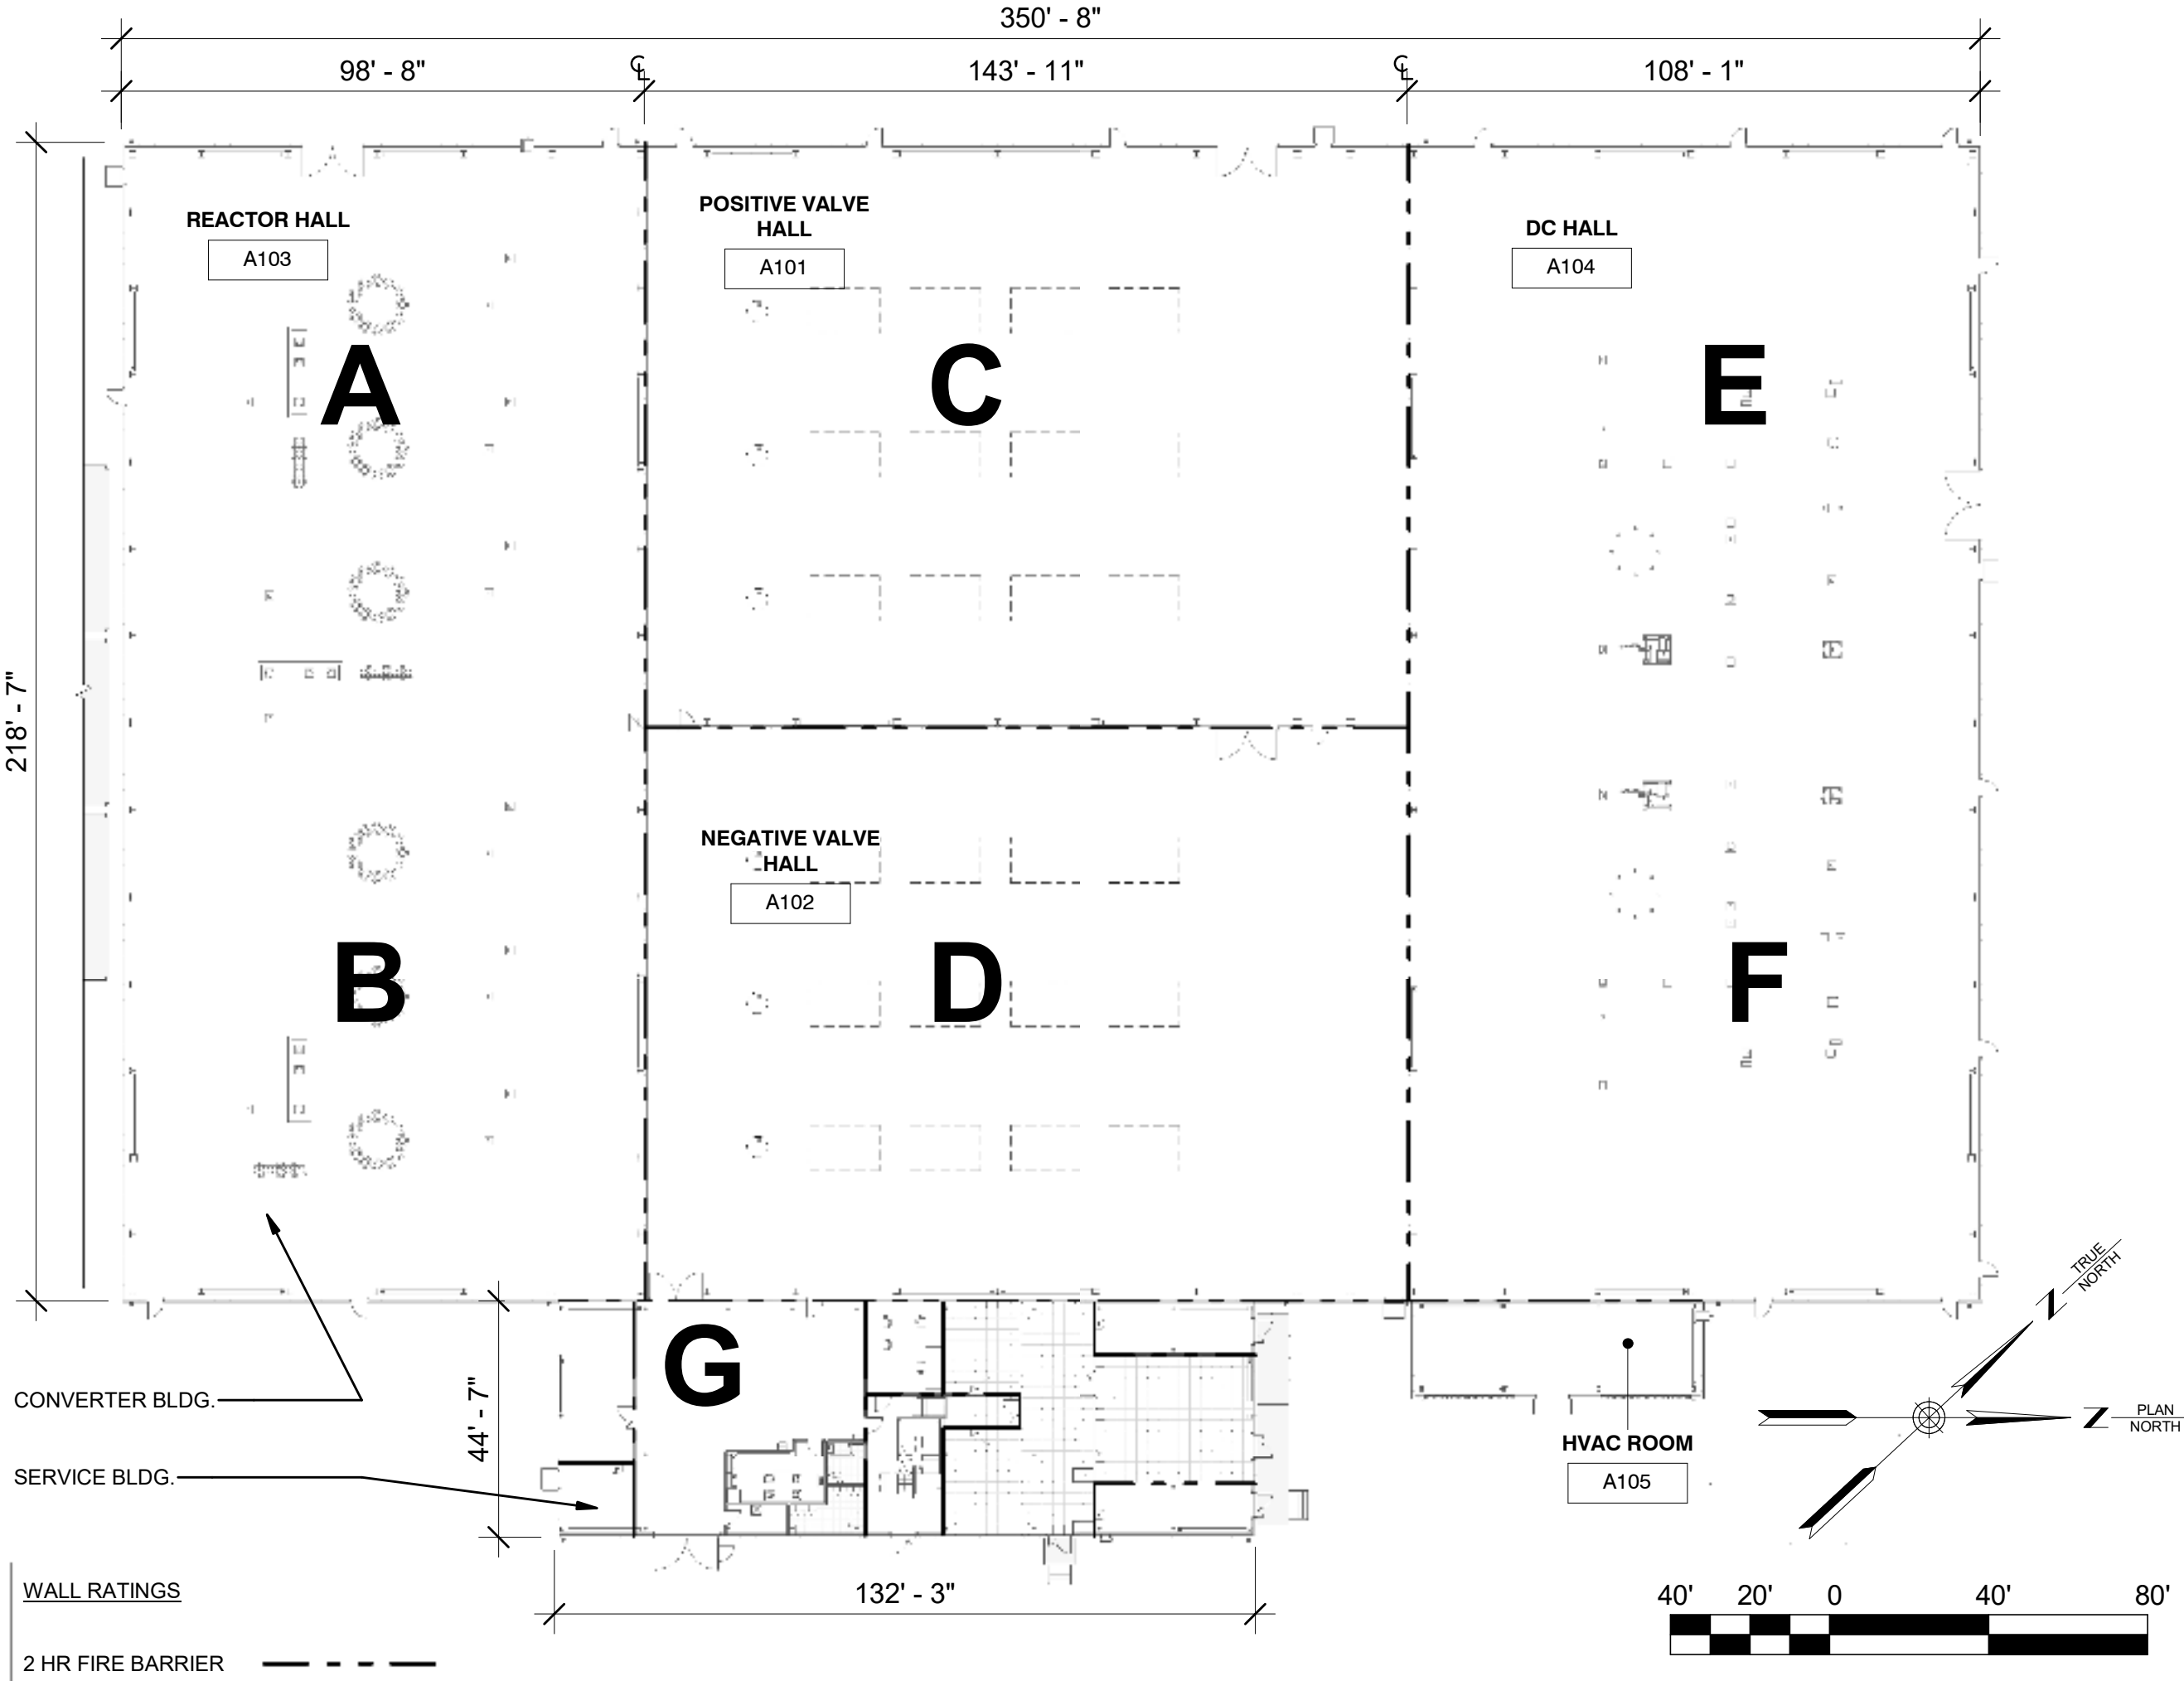 350' - 8"
98' - 8"
℄
143' - 11"
℄
108' - 1"
218' - 7"
REACTOR HALL
A103
POSITIVE VALVE
HALL
A101
DC HALL
A104
A
C
E
NEGATIVE VALVE
HALL
A102
B
D
F
G
44' - 7"
CONVERTER BLDG.
SERVICE BLDG.
HVAC ROOM
A105
TRUE
NORTH
N
PLAN
NORTH
N
132' - 3"
WALL RATINGS
2 HR FIRE BARRIER
40' 20' 0 40' 80'